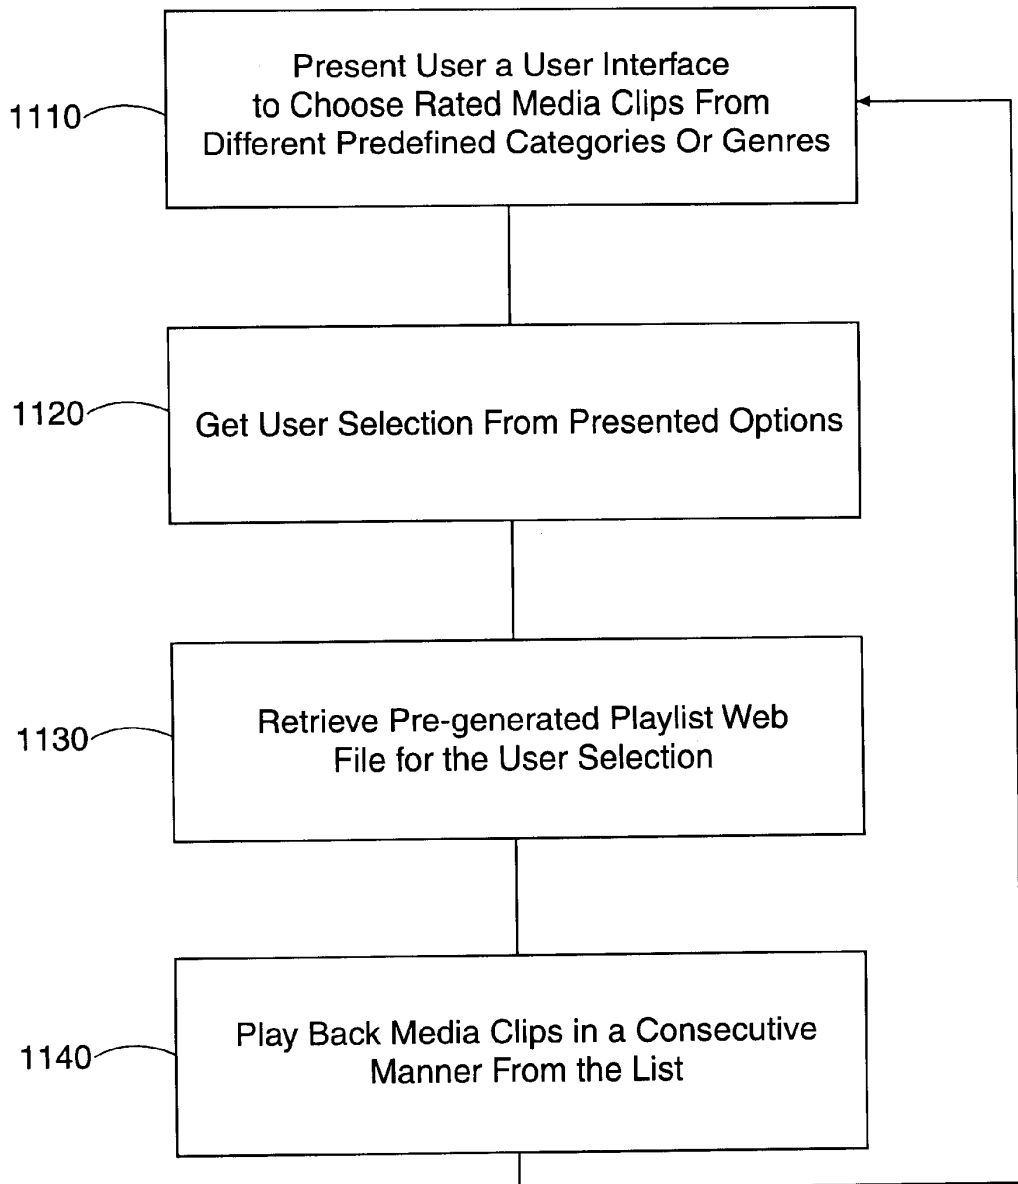 Present User a User Interface
to Choose Rated Media Clips From
Different Predefined Categories Or Genres
1110
Get User Selection From Presented Options
1120
Retrieve Pre-generated Playlist Web
File for the User Selection
1130
Play Back Media Clips in a Consecutive
Manner From the List
1140